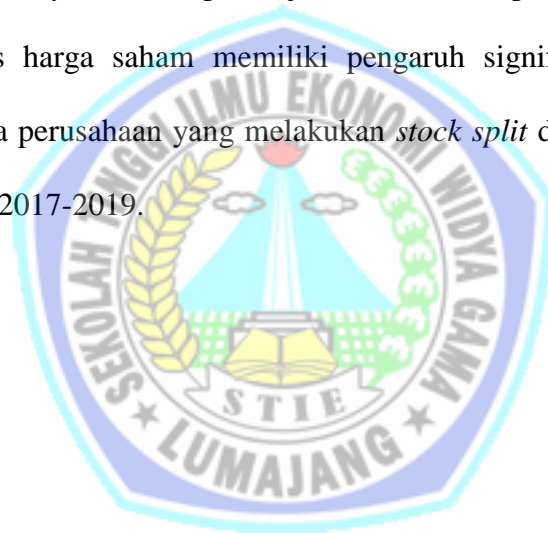 s harga saham memiliki pengaruh signif
a perusahaan yang melakukan stock split d
2017-2019.
SEKOLAH TINGGI ILMU EKONOMI WIDYA GAMA
STIE
LUMAJANG